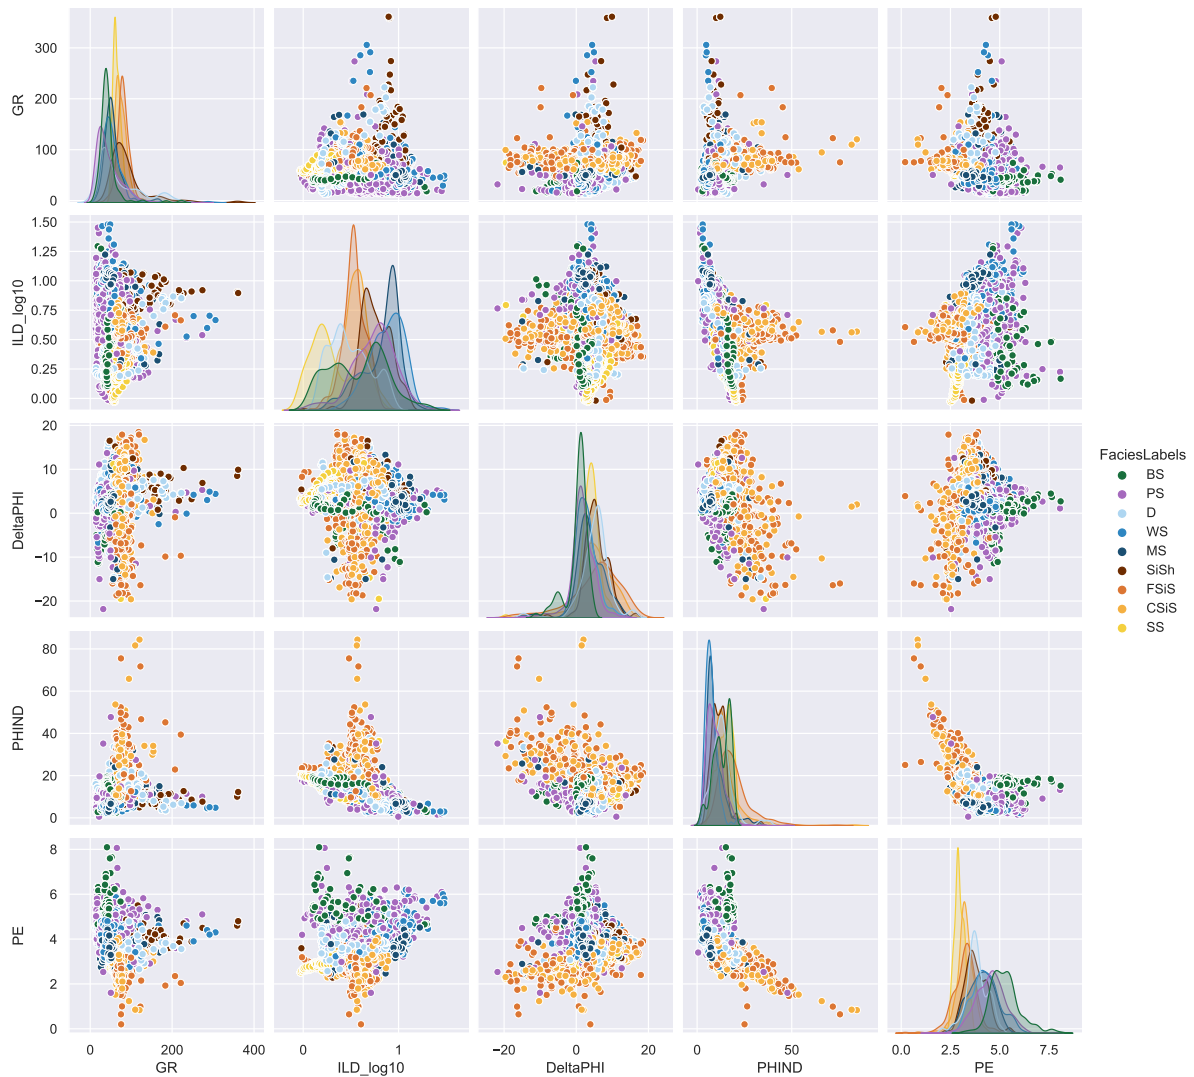 GR
300
200
100
0
ILD_log10
1.50
1.25
1.00
0.75
0.50
0.25
0.00
DeltaPHI
20
10
0
−10
−20
FaciesLabels
BS
PS
D
WS
MS
SiSh
FSiS
CSiS
SS
PHIND
80
60
40
20
0
PE
8
6
4
2
0
0 200 400 0 1 −20 0 20 0 50 0.0 2.5 5.0 7.5
GR ILD_log10 DeltaPHI PHIND PE